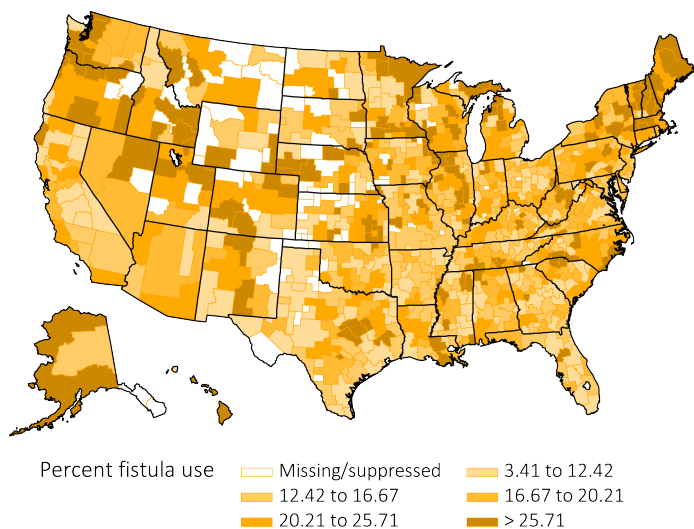 Percent fistula use
Missing/suppressed
3.41 to 12.42
12.42 to 16.67
16.67 to 20.21
20.21 to 25.71
> 25.71